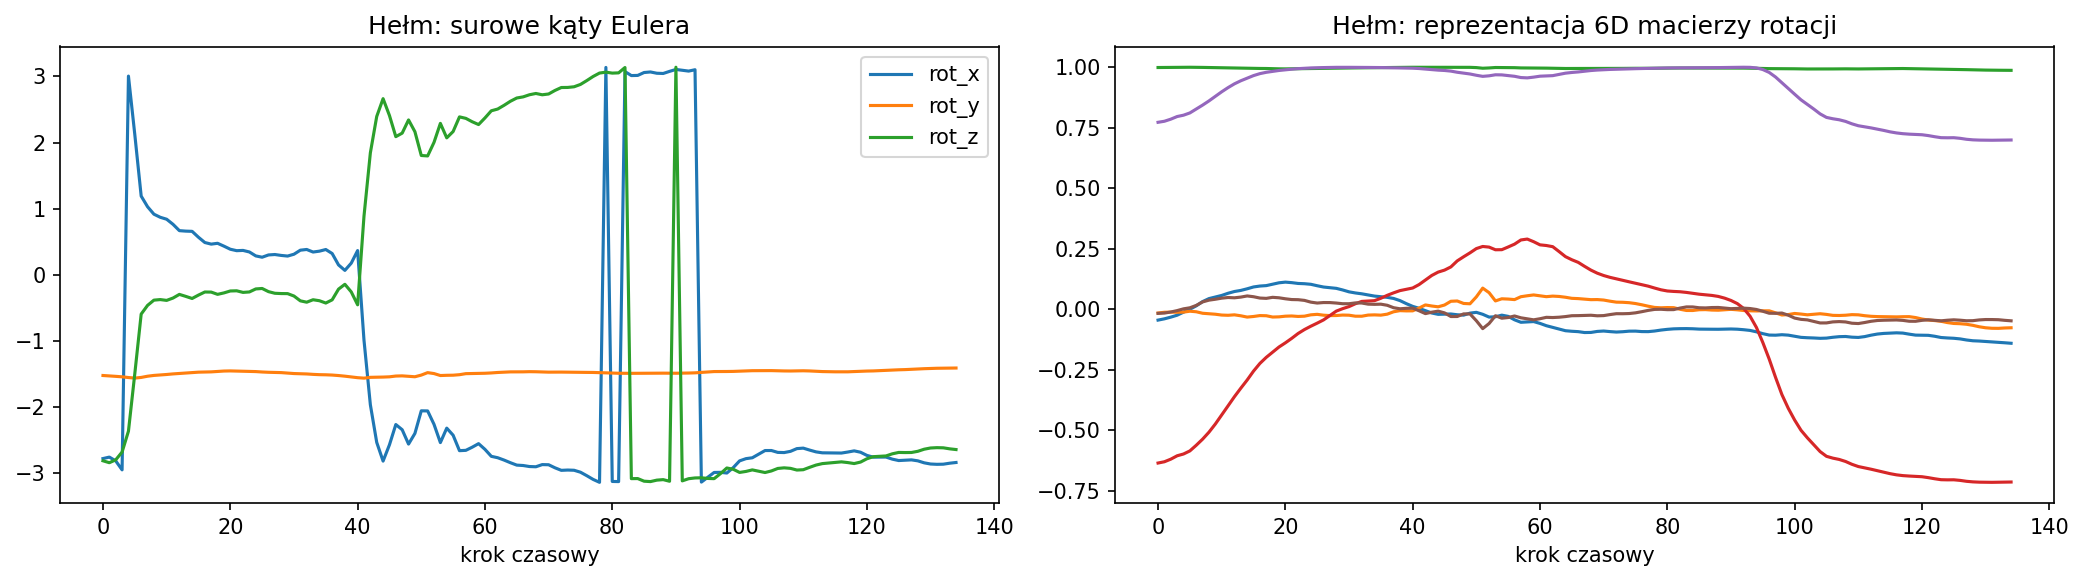 Hełm: surowe kąty Eulera
3
2
1
0
−1
−2
−3
rot_x
rot_y
rot_z
0 20 40 60 80 100 120 140
krok czasowy
Hełm: reprezentacja 6D macierzy rotacji
1.00
0.75
0.50
0.25
0.00
−0.25
−0.50
−0.75
0 20 40 60 80 100 120 140
krok czasowy